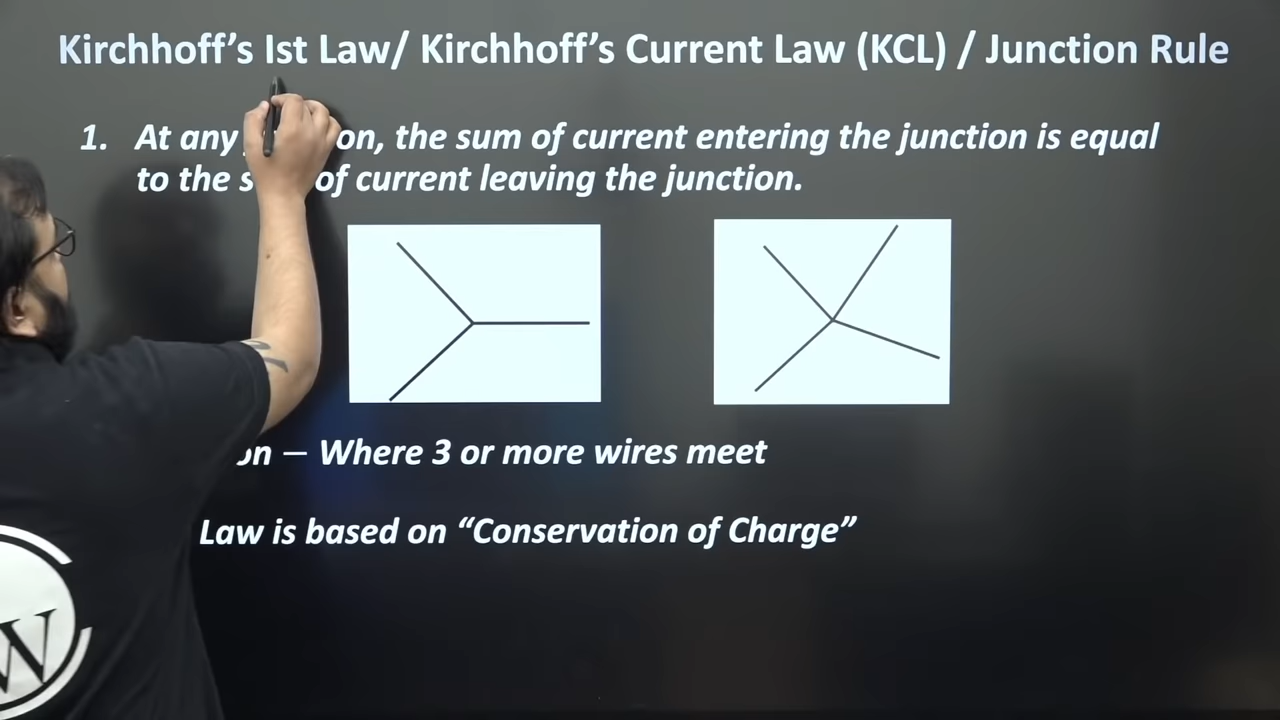 Kirchhoff's Ist Law/ Kirchhoff's Current Law (KCL) / Junction Rule
1. At any on, the sum of current entering the junction is equal
to the s of current leaving the junction.
on – Where 3 or more wires meet
Law is based on “Conservation of Charge”
W